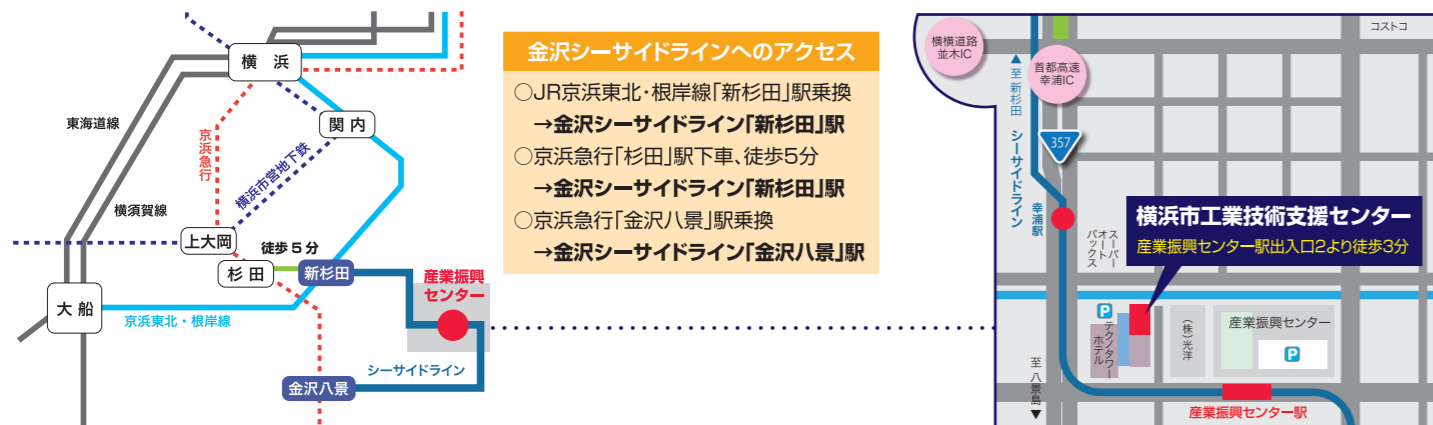 横浜
関内
東海道線
京浜急行
横浜市営地下鉄
横須賀線
上大岡
徒歩5分
杉田
新杉田
産業振興
センター
大船
京浜東北・根岸線
シーサイドライン
金沢八景
金沢シーサイドラインへのアクセス
○JR京浜東北・根岸線「新杉田」駅乗換
→金沢シーサイドライン「新杉田」駅
○京浜急行「杉田」駅下車、徒歩5分
→金沢シーサイドライン「新杉田」駅
○京浜急行「金沢八景」駅乗換
→金沢シーサイドライン「金沢八景」駅
コストコ
横横道路
並木IC
首都高速
幸浦IC
▲至新杉田
シーサイドライン
357
幸浦駅
スーパー
オート
バックス
横浜市工業技術支援センター
産業振興センター駅出入口2より徒歩3分
P
テクノタワー
ホテル
(株)光洋
産業振興センター
P
至八景島▼
産業振興センター駅